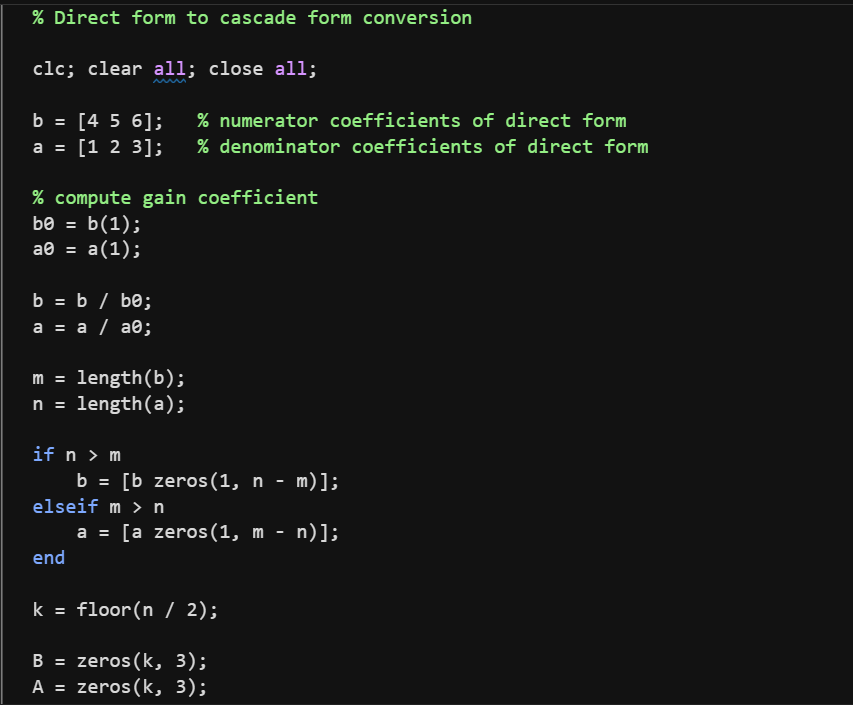 % Direct form to cascade form conversion
clc; clear all; close all;
b = [4 5 6];   % numerator coefficients of direct form
a = [1 2 3];   % denominator coefficients of direct form
% compute gain coefficient
b0 = b(1);
a0 = a(1);
b = b / b0;
a = a / a0;
m = length(b);
n = length(a);
if n > m
    b = [b zeros(1, n - m)];
elseif m > n
    a = [a zeros(1, m - n)];
end
k = floor(n / 2);
B = zeros(k, 3);
A = zeros(k, 3);